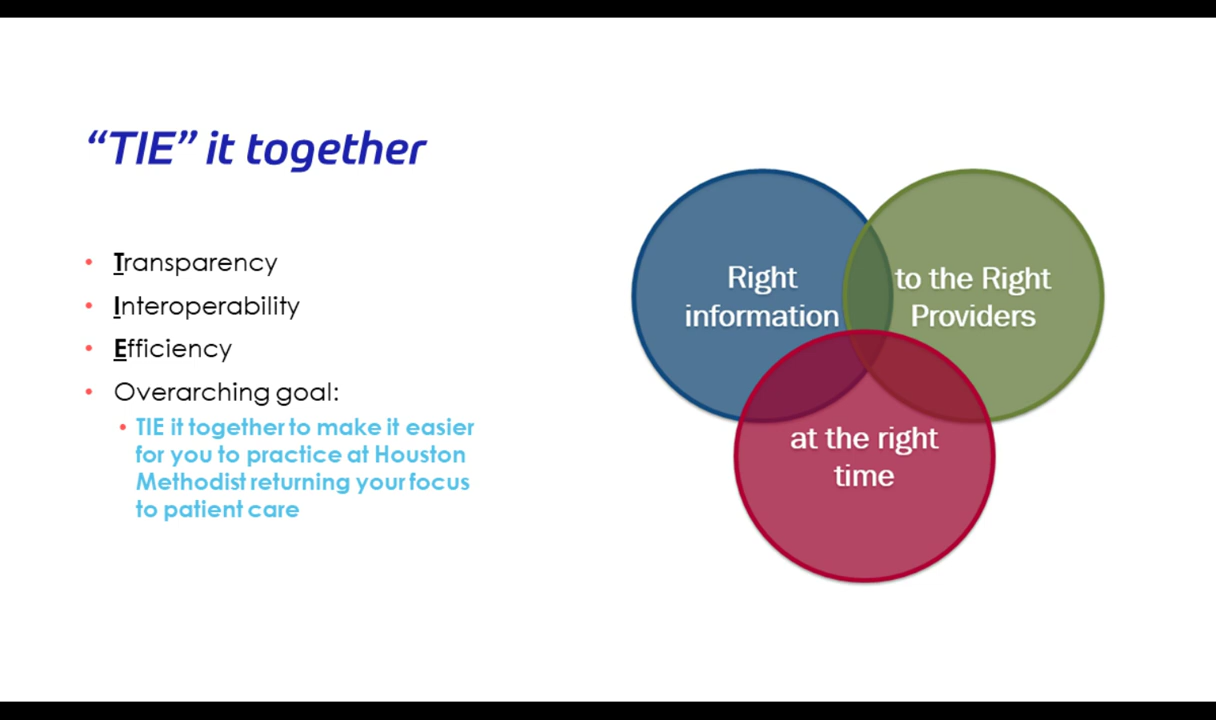 “TIE” it together
• Transparency
• Interoperability
• Efficiency
• Overarching goal:
• TIE it together to make it easier
for you to practice at Houston
Methodist returning your focus
to patient care
Right
information
to the Right
Providers
at the right
time